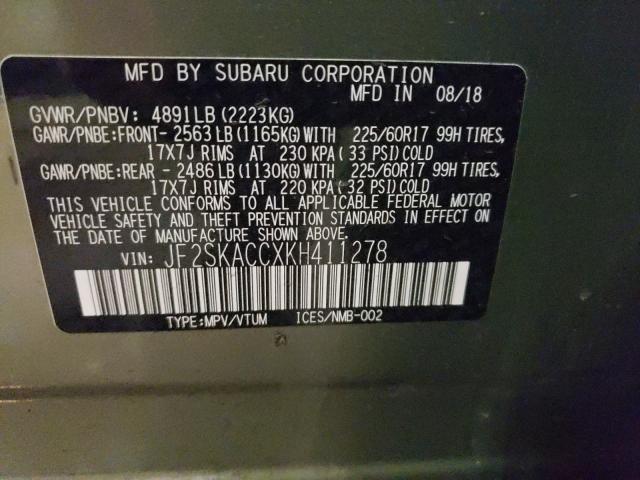 MFD BY SUBARU CORPORATION
MFD IN 08/18
GVWR/PNBV: 4891LB (2223KG)
GAWR/PNBE:FRONT- 2563 LB (1165KG) WITH 225/60R17 99H TIRES,
17X7J RIMS AT 230 KPA (33 PSI) COLD
GAWR/PNBE:REAR - 2486 LB (1130KG) WITH 225/60R17 99H TIRES,
17X7J RIMS AT 220 KPA (32 PSI) COLD
THIS VEHICLE CONFORMS TO ALL APPLICABLE FEDERAL MOTOR
VEHICLE SAFETY AND THEFT PREVENTION STANDARDS IN EFFECT ON
THE DATE OF MANUFACTURE SHOWN ABOVE.
VIN: JF2SKACCXKH411278
TYPE:MPV/VTUM ICES/NMB-002